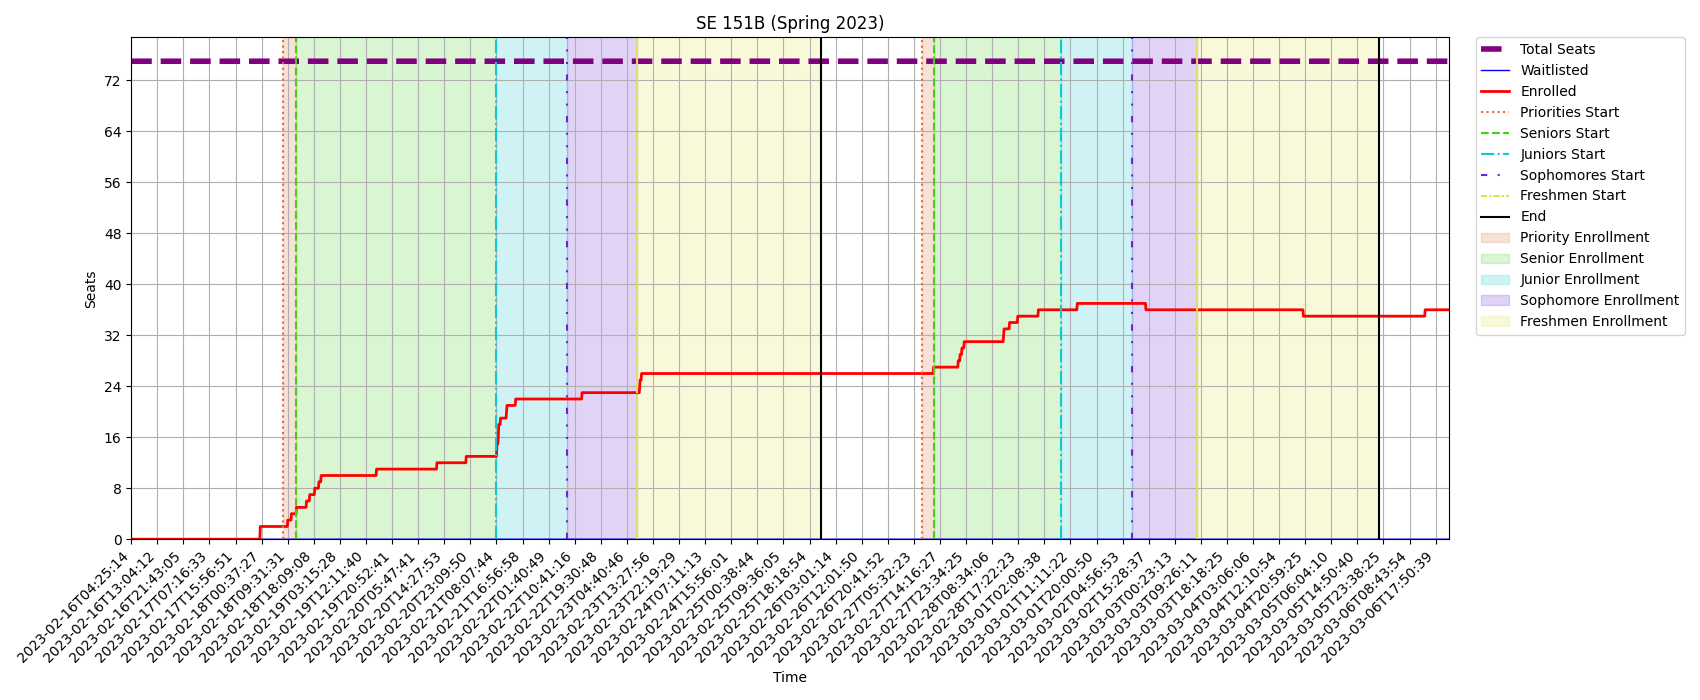 SE 151B (Spring 2023)
Seats
72
64
56
48
40
32
24
16
8
0
2023-02-16T04:25:14
2023-02-16T13:04:12
2023-02-16T21:43:05
2023-02-17T07:16:33
2023-02-17T15:56:51
2023-02-18T00:37:27
2023-02-18T09:31:31
2023-02-18T18:09:08
2023-02-19T03:15:28
2023-02-19T12:11:40
2023-02-19T20:52:41
2023-02-20T05:47:41
2023-02-20T14:27:53
2023-02-20T23:09:50
2023-02-21T08:07:44
2023-02-21T16:56:58
2023-02-22T01:40:49
2023-02-22T10:41:16
2023-02-22T19:30:48
2023-02-23T04:40:46
2023-02-23T13:27:56
2023-02-23T22:19:29
2023-02-24T07:11:13
2023-02-24T15:56:01
2023-02-25T00:38:44
2023-02-25T09:36:05
2023-02-25T18:18:54
2023-02-26T03:01:14
2023-02-26T12:01:50
2023-02-26T20:41:52
2023-02-27T05:32:23
2023-02-27T14:16:27
2023-02-27T23:34:25
2023-02-28T08:34:06
2023-02-28T17:22:23
2023-03-01T02:08:38
2023-03-01T11:11:22
2023-03-01T20:00:50
2023-03-02T04:56:53
2023-03-02T15:28:37
2023-03-03T00:23:13
2023-03-03T09:26:11
2023-03-03T18:18:25
2023-03-04T03:06:06
2023-03-04T12:10:54
2023-03-04T20:59:25
2023-03-05T06:04:10
2023-03-05T14:50:40
2023-03-05T23:38:25
2023-03-06T08:43:54
2023-03-06T17:50:39
Time
Total Seats
Waitlisted
Enrolled
Priorities Start
Seniors Start
Juniors Start
Sophomores Start
Freshmen Start
End
Priority Enrollment
Senior Enrollment
Junior Enrollment
Sophomore Enrollment
Freshmen Enrollment